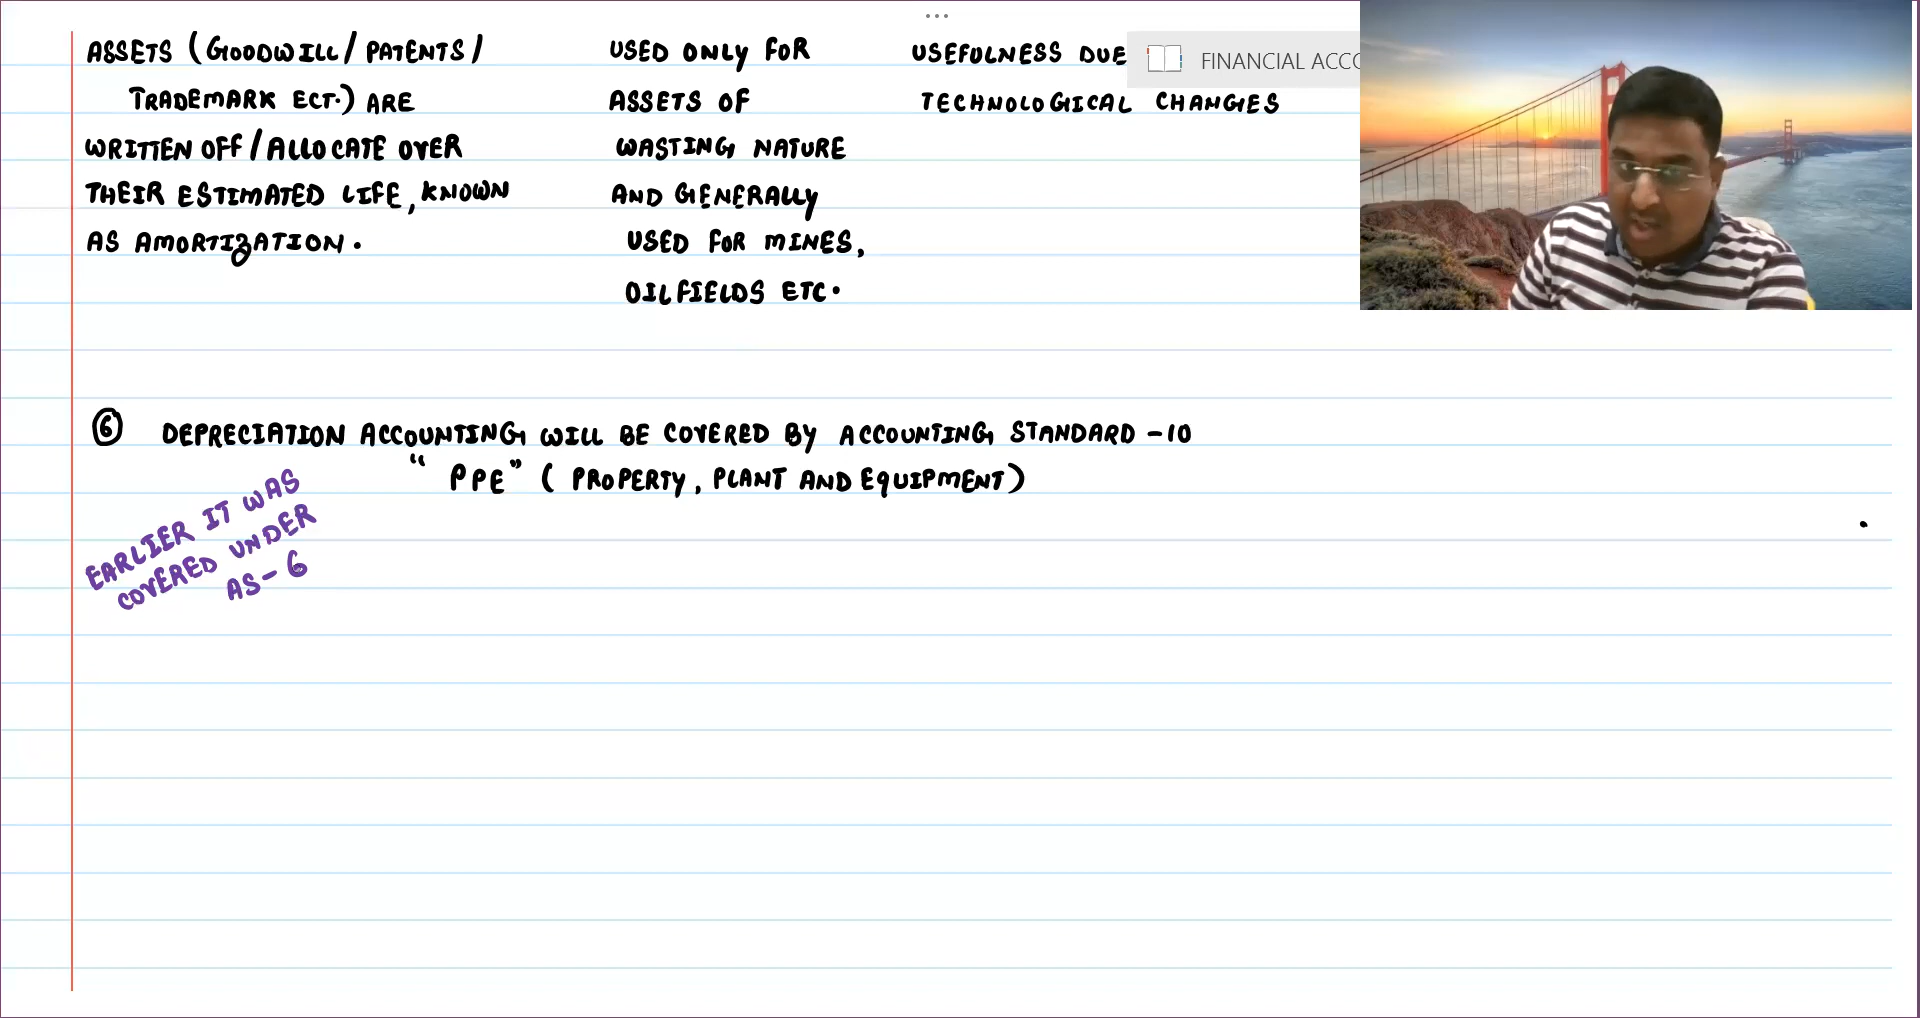 ASSETS (GOODWILL/ PATENTS/
TRADEMARK ECT.) ARE
WRITTEN OFF/ALLOCATE OVER
THEIR ESTIMATED LIFE, KNOWN
AS AMORTIZATION.
USED ONLY FOR
ASSETS OF
WASTING NATURE
AND GENERALLY
USED FOR MINES,
OILFIELDS ETC.
USEFULNESS DUE
TECHNOLOGICAL CHANGES
FINANCIAL ACCO
⑥ DEPRECIATION ACCOUNTING WILL BE COVERED BY ACCOUNTING STANDARD -10
"PPE" ( PROPERTY, PLANT AND EQUIPMENT)
EARLIER IT WAS
COVERED UNDER
AS-6